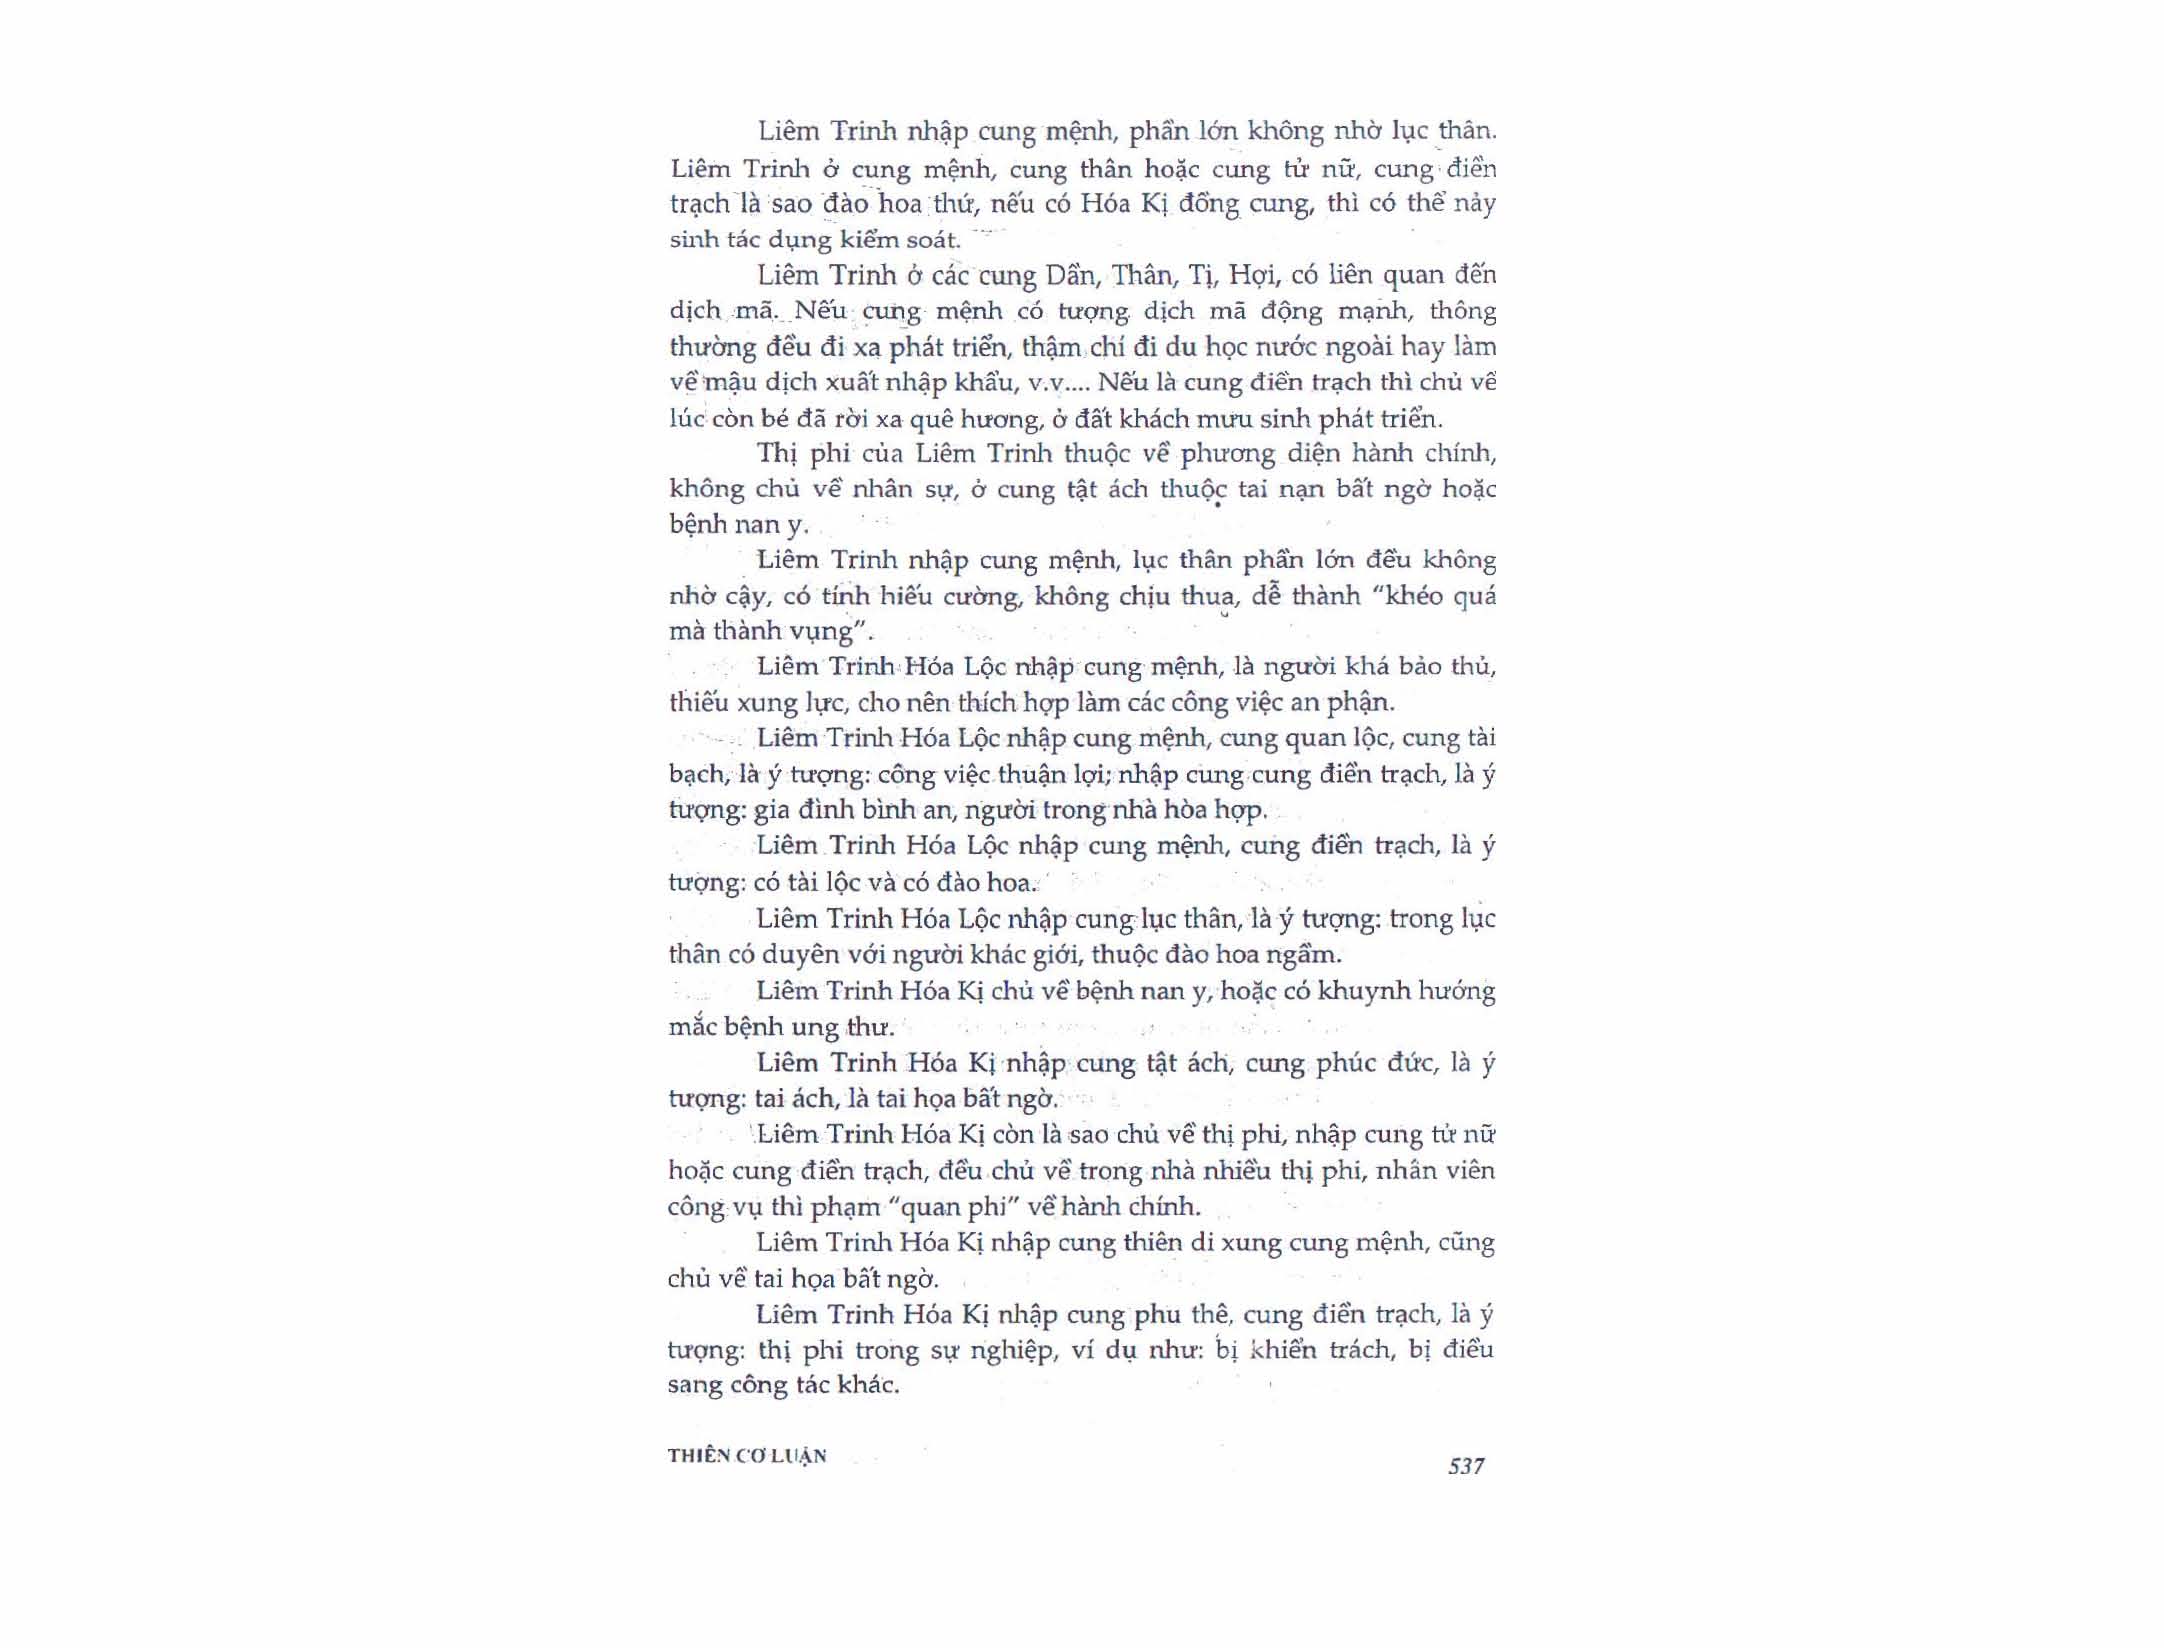 Liêm Trinh nhập cung mệnh, phần lớn không nhờ lục thân.
Liêm Trinh ở cung mệnh, cung thân hoặc cung tử nữ, cung điền
trạch là sao đào hoa thứ, nếu có Hóa Kị đồng cung, thì có thể nảy
sinh tác dụng kiểm soát.
Liêm Trinh ở các cung Dần, Thân, Tị, Hợi, có liên quan đến
dịch mã. Nếu cung mệnh có tượng dịch mã động mạnh, thông
thường đều đi xa phát triển, thậm chí đi du học nước ngoài hay làm
về mậu dịch xuất nhập khẩu, v.v.... Nếu là cung điền trạch thì chủ về
lúc còn bé đã rời xa quê hương, ở đất khách mưu sinh phát triển.
Thị phi của Liêm Trinh thuộc về phương diện hành chính,
không chủ về nhân sự, ở cung tật ách thuộc tai nạn bất ngờ hoặc
bệnh nan y.
Liêm Trinh nhập cung mệnh, lục thân phần lớn đều không
nhờ cậy, có tính hiếu cường, không chịu thua, dễ thành “khéo quá
mà thành vụng”.
Liêm Trinh Hóa Lộc nhập cung mệnh, là người khá bảo thủ,
thiếu xung lực, cho nên thích hợp làm các công việc an phận.
Liêm Trinh Hóa Lộc nhập cung mệnh, cung quan lộc, cung tài
bạch, là ý tượng: công việc thuận lợi; nhập cung cung điền trạch, là ý
tượng: gia đình bình an, người trong nhà hòa hợp.
Liêm Trinh Hóa Lộc nhập cung mệnh, cung điền trạch, là ý
tượng: có tài lộc và có đào hoa.
Liêm Trinh Hóa Lộc nhập cung lục thân, là ý tượng: trong lục
thân có duyên với người khác giới, thuộc đào hoa ngầm.
Liêm Trinh Hóa Kị chủ về bệnh nan y, hoặc có khuynh hướng
mắc bệnh ung thư.
Liêm Trinh Hóa Kị nhập cung tật ách, cung phúc đức, là ý
tượng: tai ách, là tai họa bất ngờ.
Liêm Trinh Hóa Kị còn là sao chủ về thị phi, nhập cung tử nữ
hoặc cung điền trạch, đều chủ về trong nhà nhiều thị phi, nhân viên
công vụ thì phạm “quan phi” về hành chính.
Liêm Trinh Hóa Kị nhập cung thiên di xung cung mệnh, cũng
chủ về tai họa bất ngờ.
Liêm Trinh Hóa Kị nhập cung phu thê, cung điền trạch, là ý
tượng: thị phi trong sự nghiệp, ví dụ như: bị khiển trách, bị điều
sang công tác khác.
THIÊN CƠ LUẬN
537